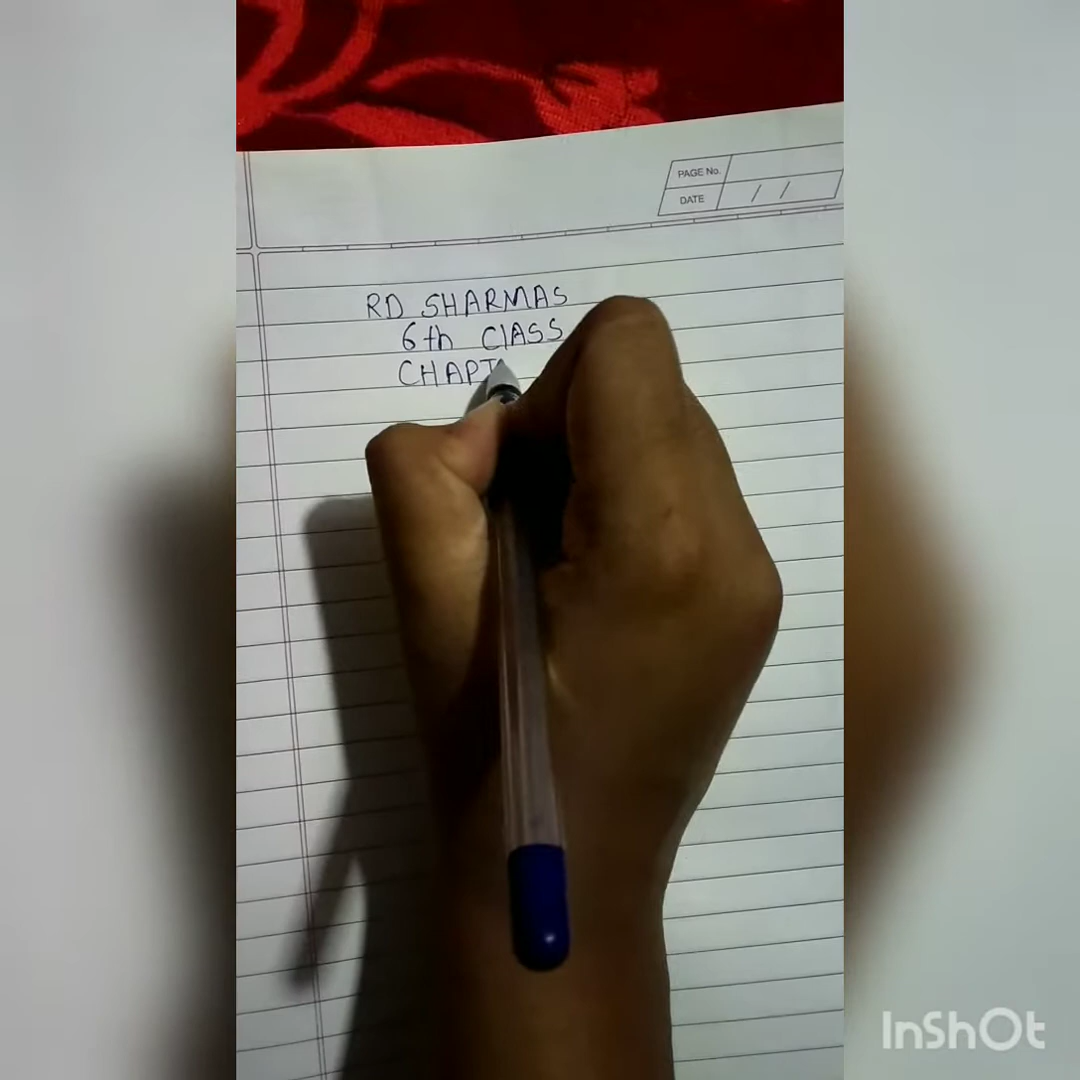 PAGE No.
DATE / /
RD SHARMAS
6th ClASS
CHAPT
InShOt